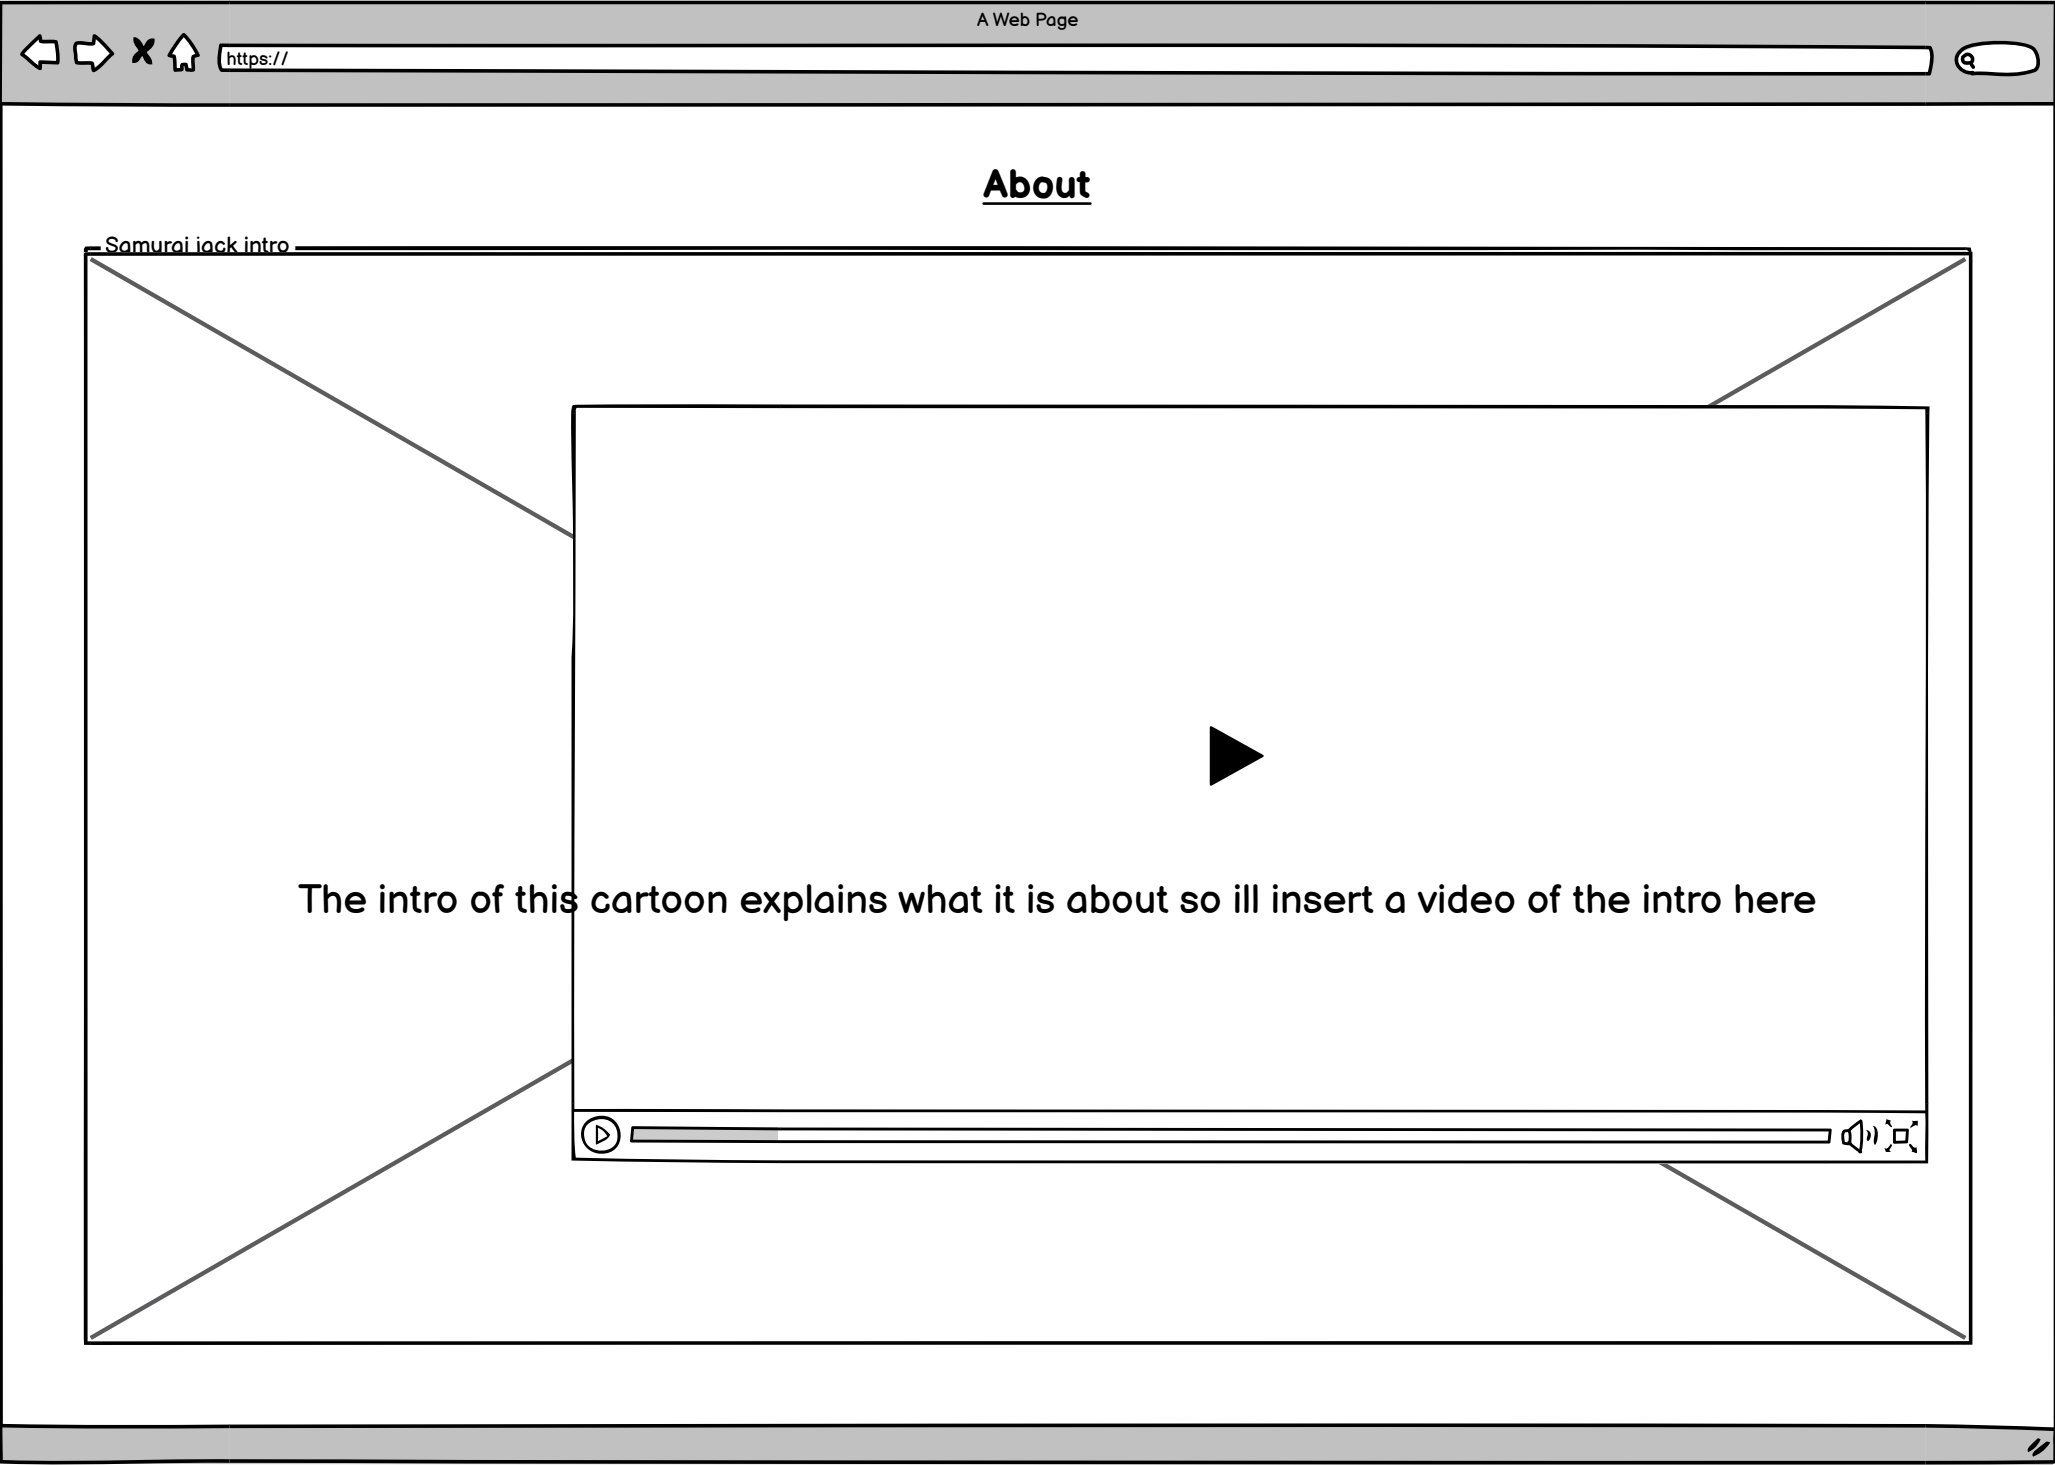 A Web Page
https://
About
Samurai jack intro
The intro of this cartoon explains what it is about so ill insert a video of the intro here